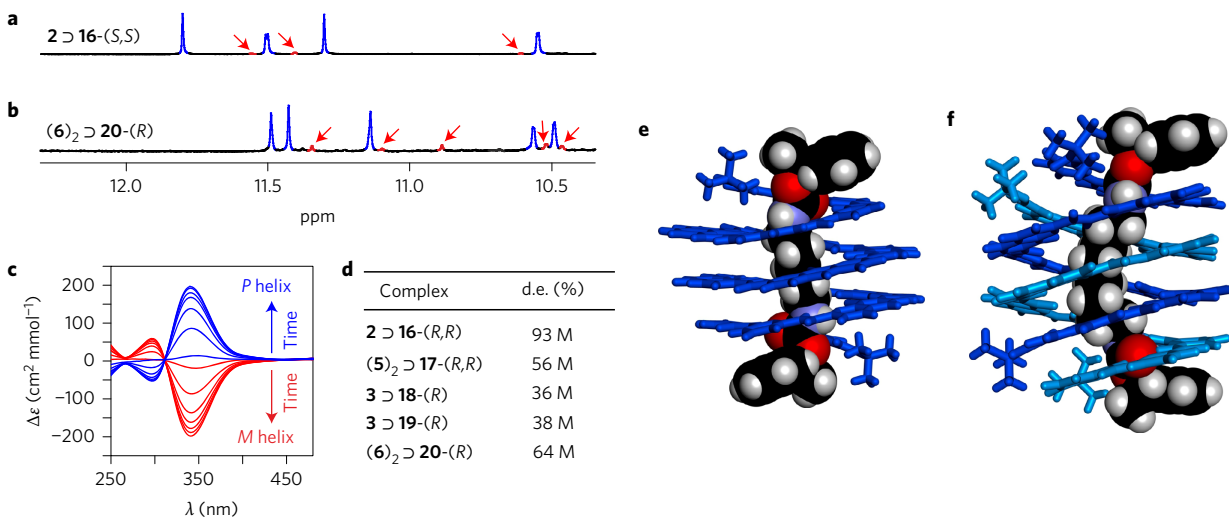 a
2 ⊃ 16-(S,S)
b
(6)₂ ⊃ 20-(R)
12.0 11.5 11.0 10.5
ppm
c
200
100
0
−100
−200
Δε (cm² mmol⁻¹)
P helix
Time
Time
M helix
250 350 450
λ (nm)
d
Complex d.e. (%)
2 ⊃ 16-(R,R) 93 M
(5)₂ ⊃ 17-(R,R) 56 M
3 ⊃ 18-(R) 36 M
3 ⊃ 19-(R) 38 M
(6)₂ ⊃ 20-(R) 64 M
e
f